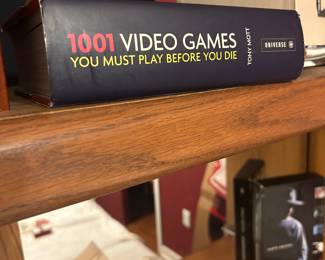 1001 VIDEO GAMES
YOU MUST PLAY BEFORE YOU DIE
TONY MOTT
UNIVERSE